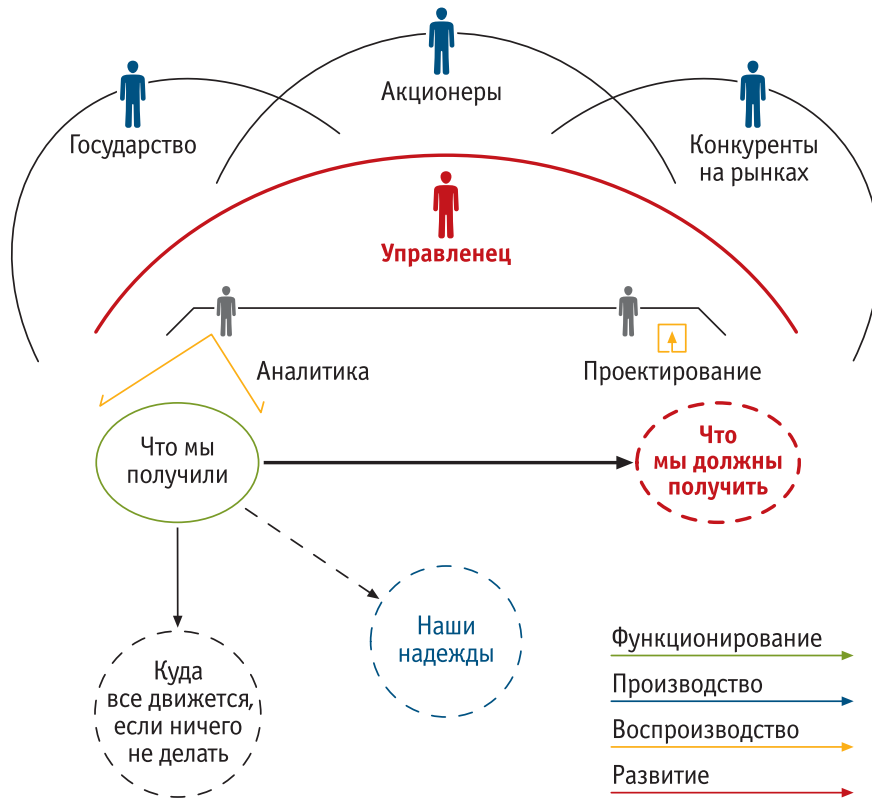 Акционеры
Государство
Конкуренты
на рынках
Управленец
Аналитика
Проектирование
Что мы
получили
Что
мы должны
получить
Наши
надежды
Куда
все движется,
если ничего
не делать
Функционирование
Производство
Воспроизводство
Развитие